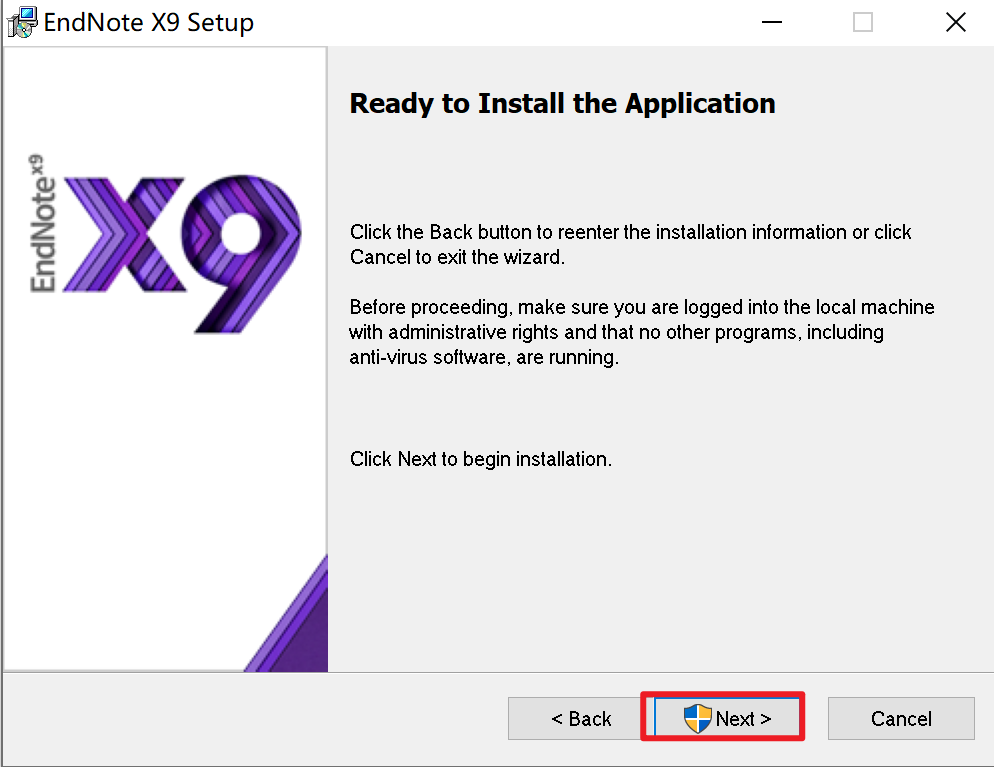 EndNote X9 Setup
EndNote x9
X9
Ready to Install the Application
Click the Back button to reenter the installation information or click
Cancel to exit the wizard.
Before proceeding, make sure you are logged into the local machine
with administrative rights and that no other programs, including
anti-virus software, are running.
Click Next to begin installation.
< Back
Next >
Cancel